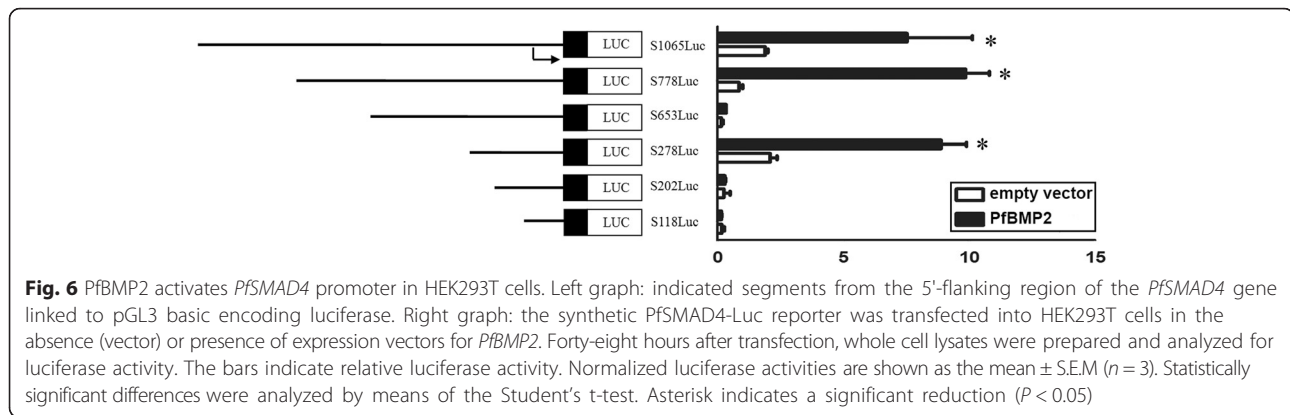 LUC S1065Luc *
LUC S778Luc *
LUC S653Luc
LUC S278Luc *
LUC S202Luc
LUC S118Luc
empty vector
PfBMP2
0 5 10 15
Fig. 6 PfBMP2 activates PfSMAD4 promoter in HEK293T cells. Left graph: indicated segments from the 5'-flanking region of the PfSMAD4 gene
linked to pGL3 basic encoding luciferase. Right graph: the synthetic PfSMAD4-Luc reporter was transfected into HEK293T cells in the
absence (vector) or presence of expression vectors for PfBMP2. Forty-eight hours after transfection, whole cell lysates were prepared and analyzed for
luciferase activity. The bars indicate relative luciferase activity. Normalized luciferase activities are shown as the mean ± S.E.M (n = 3). Statistically
significant differences were analyzed by means of the Student's t-test. Asterisk indicates a significant reduction (P < 0.05)